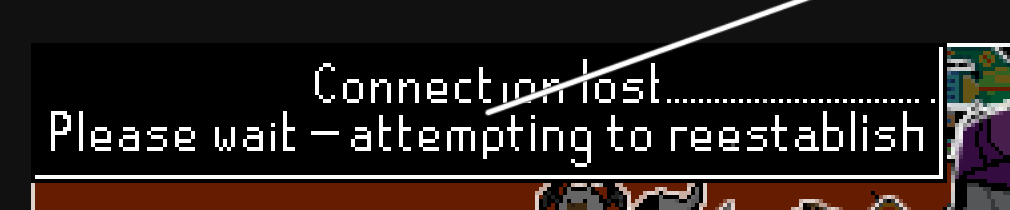 Connection lost................................ .
Please wait – attempting to reestablish